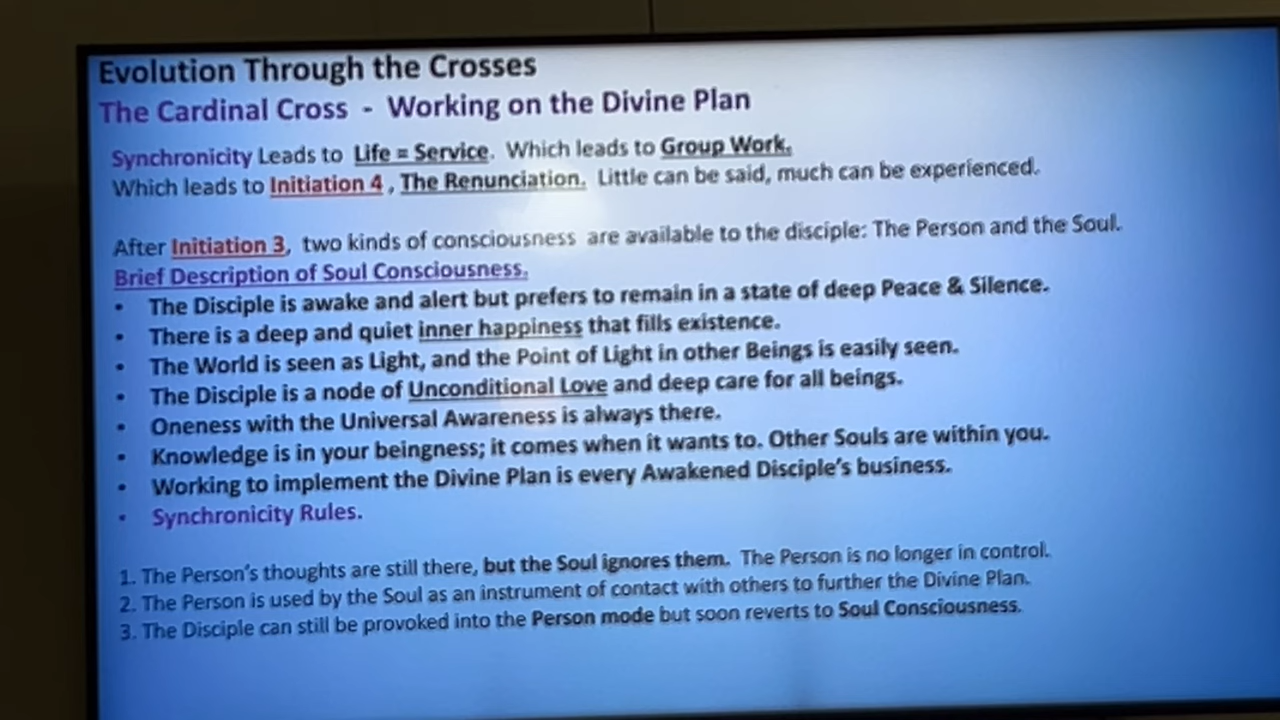 Evolution Through the Crosses
The Cardinal Cross - Working on the Divine Plan
Synchronicity Leads to Life = Service. Which leads to Group Work.
Which leads to Initiation 4 , The Renunciation. Little can be said, much can be experienced.
After Initiation 3, two kinds of consciousness are available to the disciple: The Person and the Soul.
Brief Description of Soul Consciousness.
• The Disciple is awake and alert but prefers to remain in a state of deep Peace & Silence.
• There is a deep and quiet inner happiness that fills existence.
• The World is seen as Light, and the Point of Light in other Beings is easily seen.
• The Disciple is a node of Unconditional Love and deep care for all beings.
• Oneness with the Universal Awareness is always there.
• Knowledge is in your beingness; it comes when it wants to. Other Souls are within you.
• Working to implement the Divine Plan is every Awakened Disciple's business.
• Synchronicity Rules.
1. The Person's thoughts are still there, but the Soul ignores them. The Person is no longer in control.
2. The Person is used by the Soul as an instrument of contact with others to further the Divine Plan.
3. The Disciple can still be provoked into the Person mode but soon reverts to Soul Consciousness.